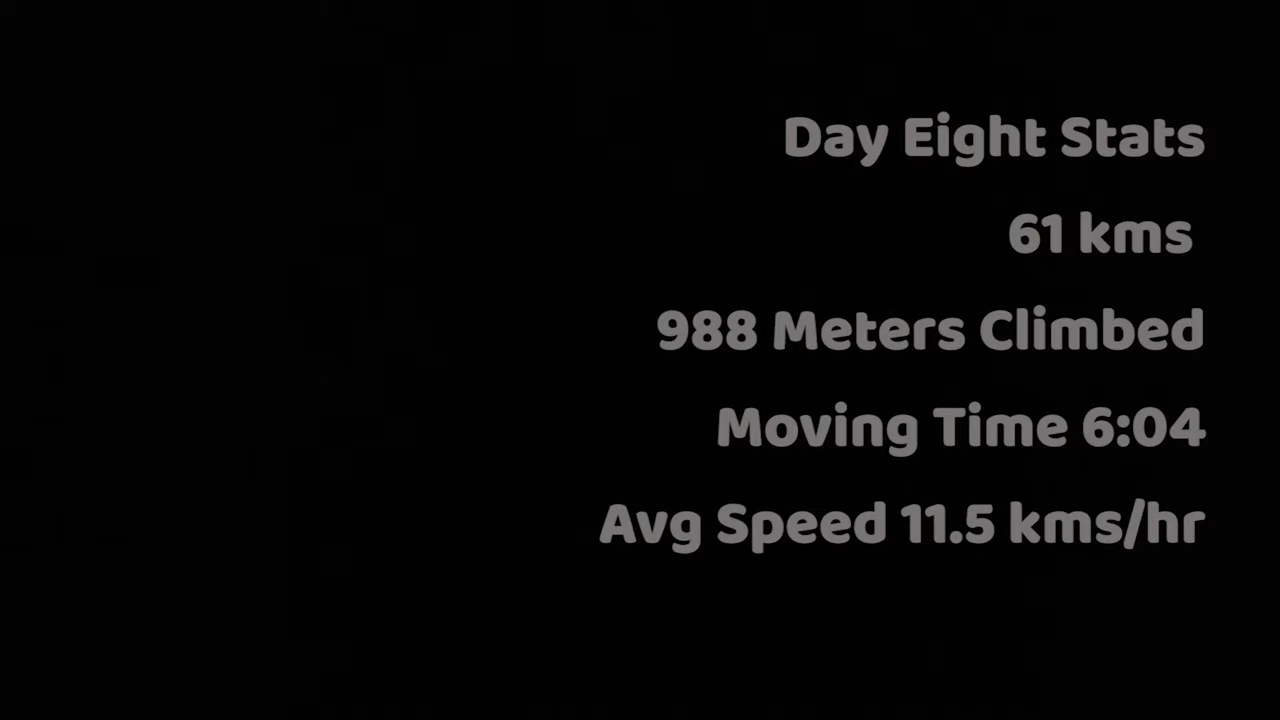 Day Eight Stats
61 kms
988 Meters Climbed
Moving Time 6:04
Avg Speed 11.5 kms/hr